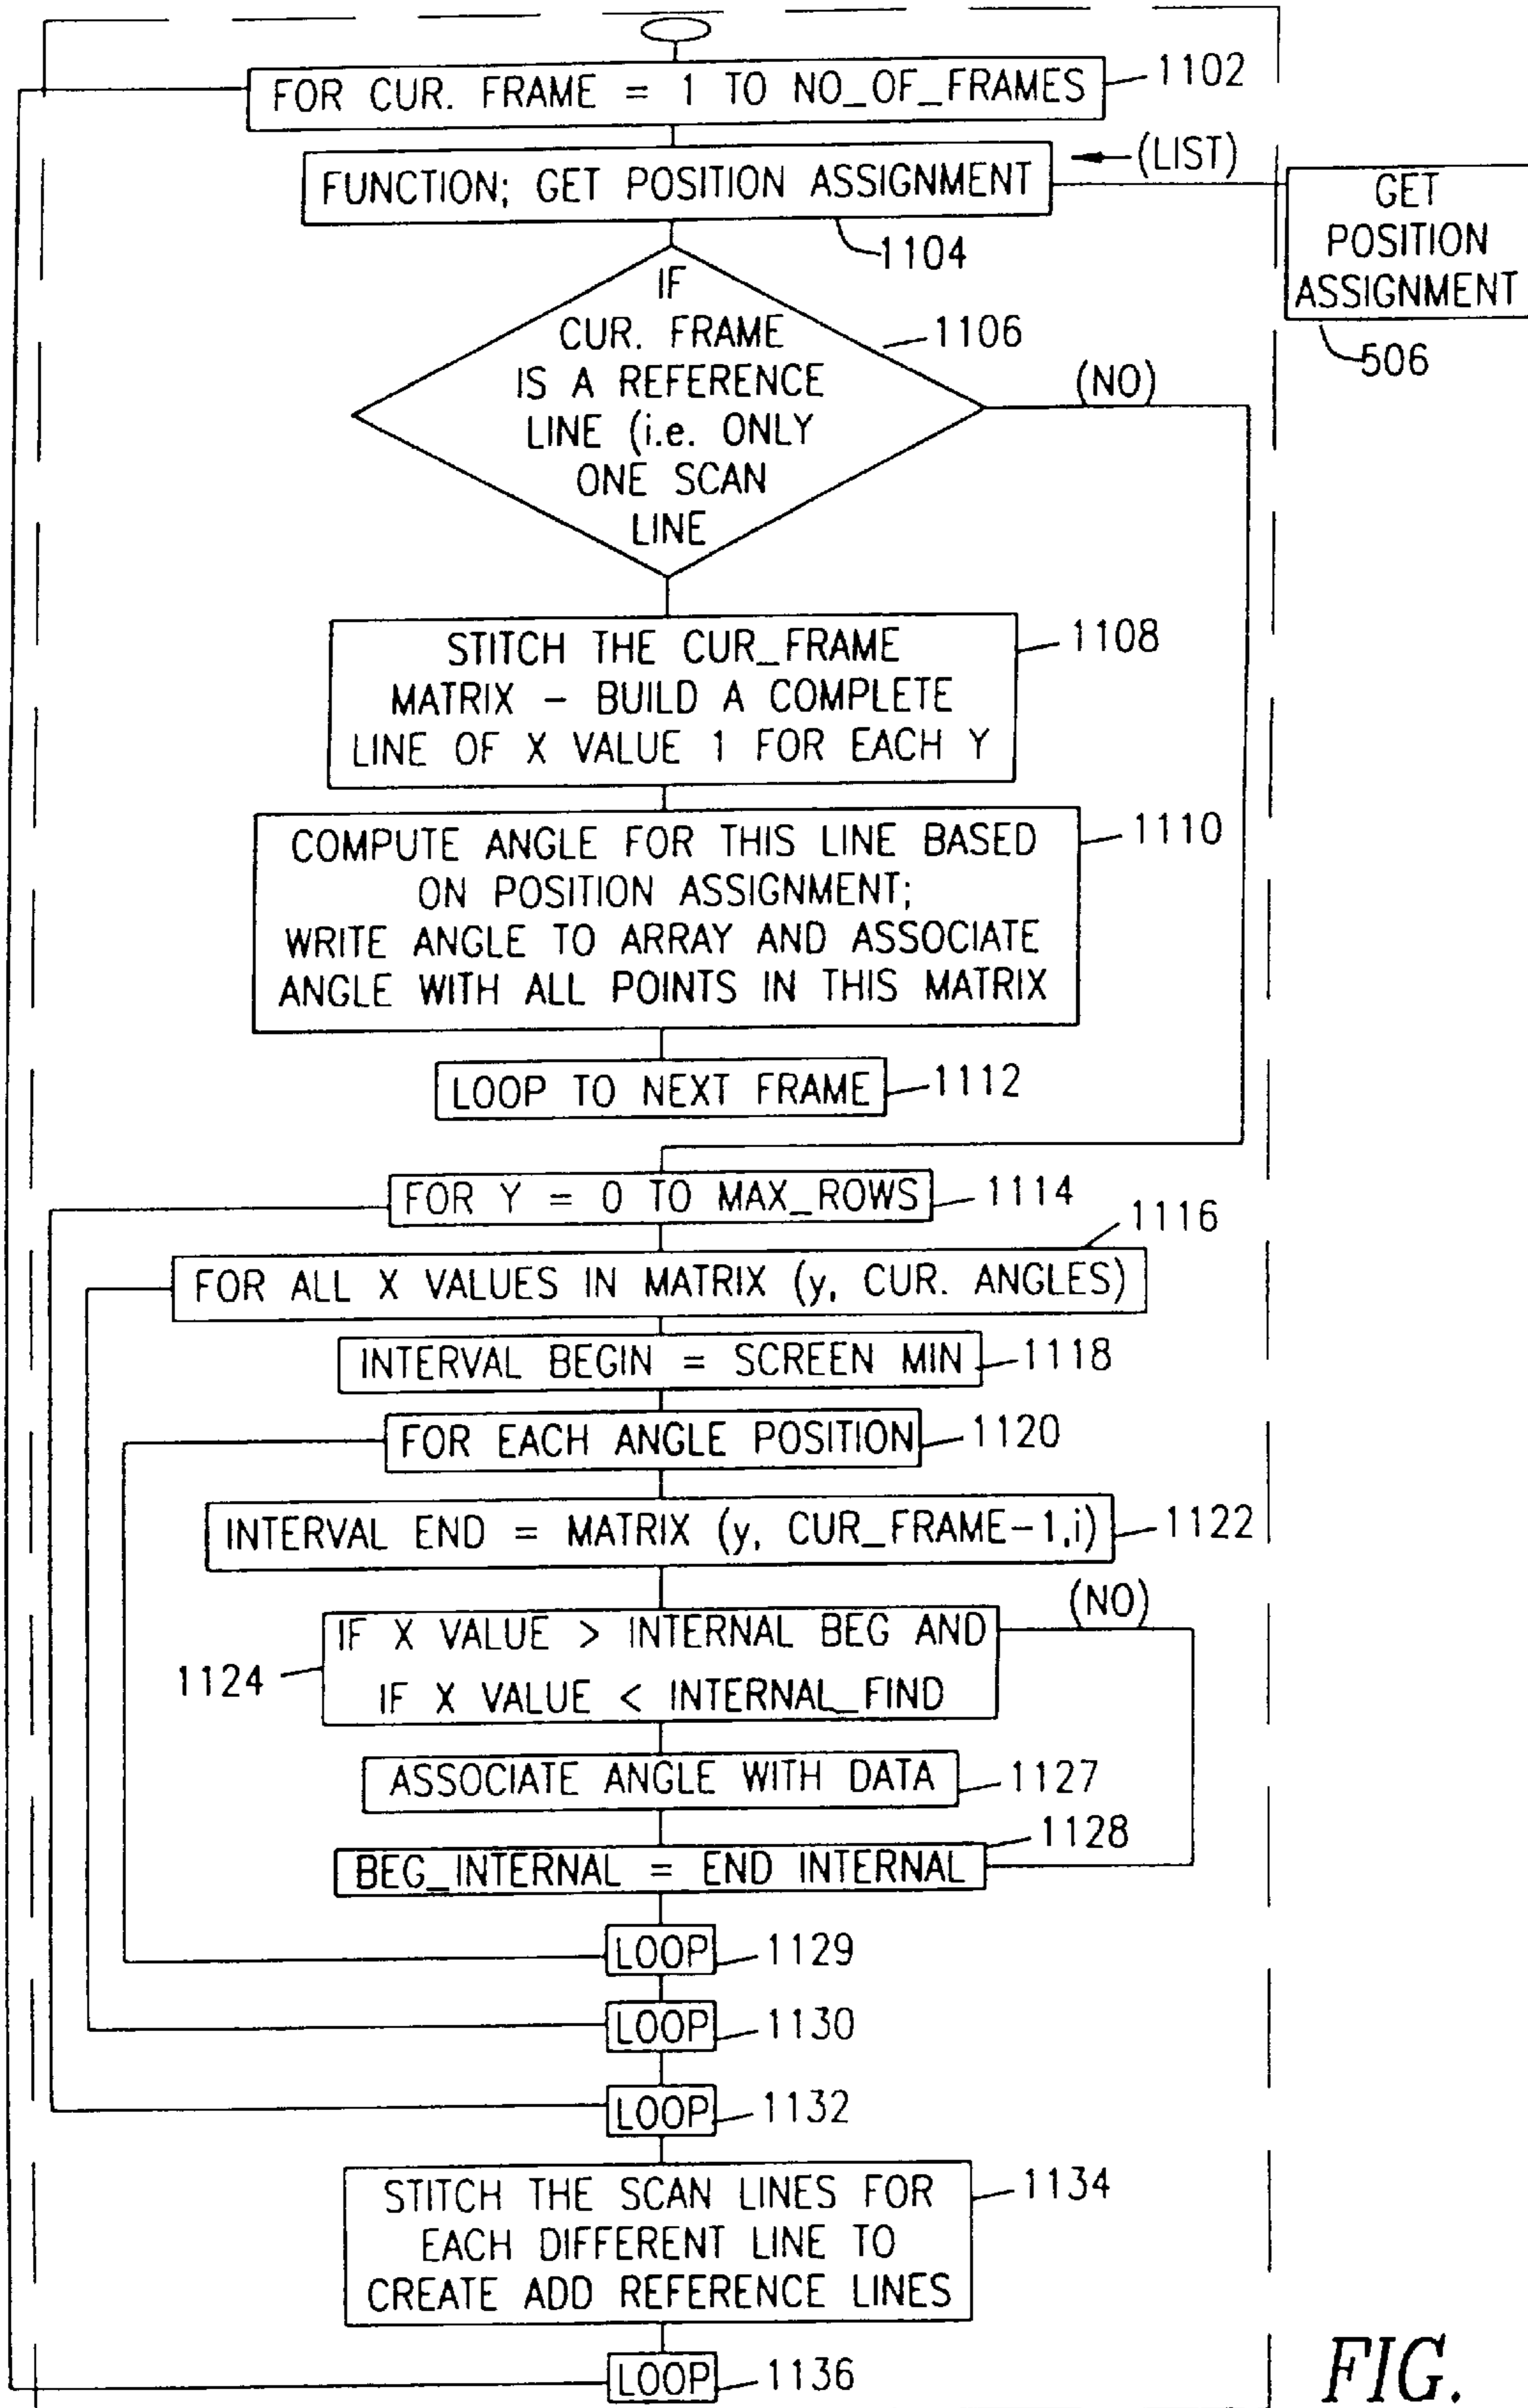 FOR CUR. FRAME = 1 TO NO_OF_FRAMES
1102
(LIST)
FUNCTION; GET POSITION ASSIGNMENT
1104
GET
POSITION
ASSIGNMENT
506
IF
CUR. FRAME
IS A REFERENCE
LINE (i.e. ONLY
ONE SCAN
LINE
1106
(NO)
STITCH THE CUR_FRAME
MATRIX - BUILD A COMPLETE
LINE OF X VALUE 1 FOR EACH Y
1108
COMPUTE ANGLE FOR THIS LINE BASED
ON POSITION ASSIGNMENT;
WRITE ANGLE TO ARRAY AND ASSOCIATE
ANGLE WITH ALL POINTS IN THIS MATRIX
1110
LOOP TO NEXT FRAME
1112
FOR Y = 0 TO MAX_ROWS
1114
1116
FOR ALL X VALUES IN MATRIX (y, CUR. ANGLES)
INTERVAL BEGIN = SCREEN MIN
1118
FOR EACH ANGLE POSITION
1120
INTERVAL END = MATRIX (y, CUR_FRAME-1,i)
1122
IF X VALUE > INTERNAL BEG AND
IF X VALUE < INTERNAL_FIND
1124
(NO)
ASSOCIATE ANGLE WITH DATA
1127
1128
BEG_INTERNAL = END INTERNAL
LOOP
1129
LOOP
1130
LOOP
1132
STITCH THE SCAN LINES FOR
EACH DIFFERENT LINE TO
CREATE ADD REFERENCE LINES
1134
LOOP
1136
FIG.